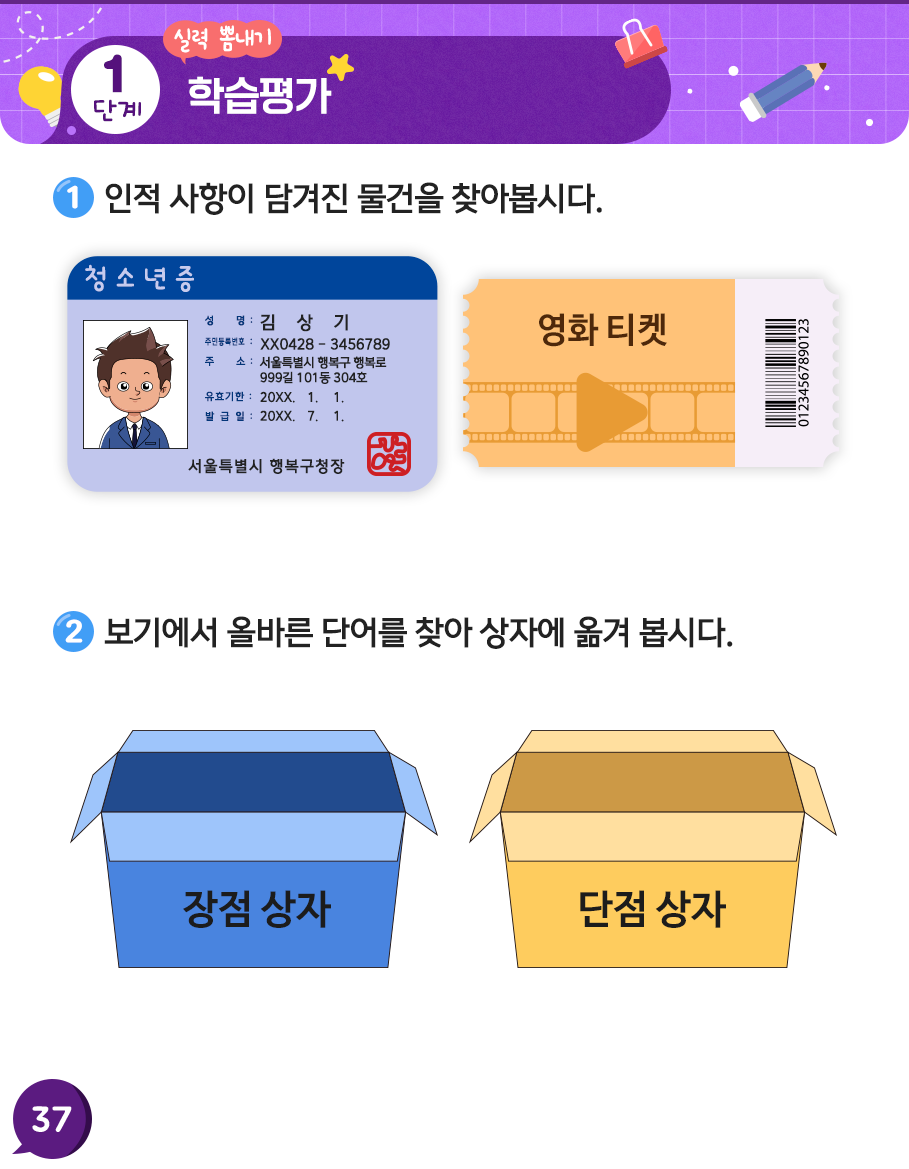 실력 뽐내기
1
단계
학습평가
1 인적 사항이 담겨진 물건을 찾아봅시다.
청소년증
성 명 : 김 상 기
주민등록번호 : XX0428 - 3456789
주 소 : 서울특별시 행복구 행복로
999길 101동 304호
유효기한 : 20XX. 1. 1.
발 급 일 : 20XX. 7. 1.
서울특별시 행복구청장
영화 티켓
01234567890123
2 보기에서 올바른 단어를 찾아 상자에 옮겨 봅시다.
장점 상자
단점 상자
37